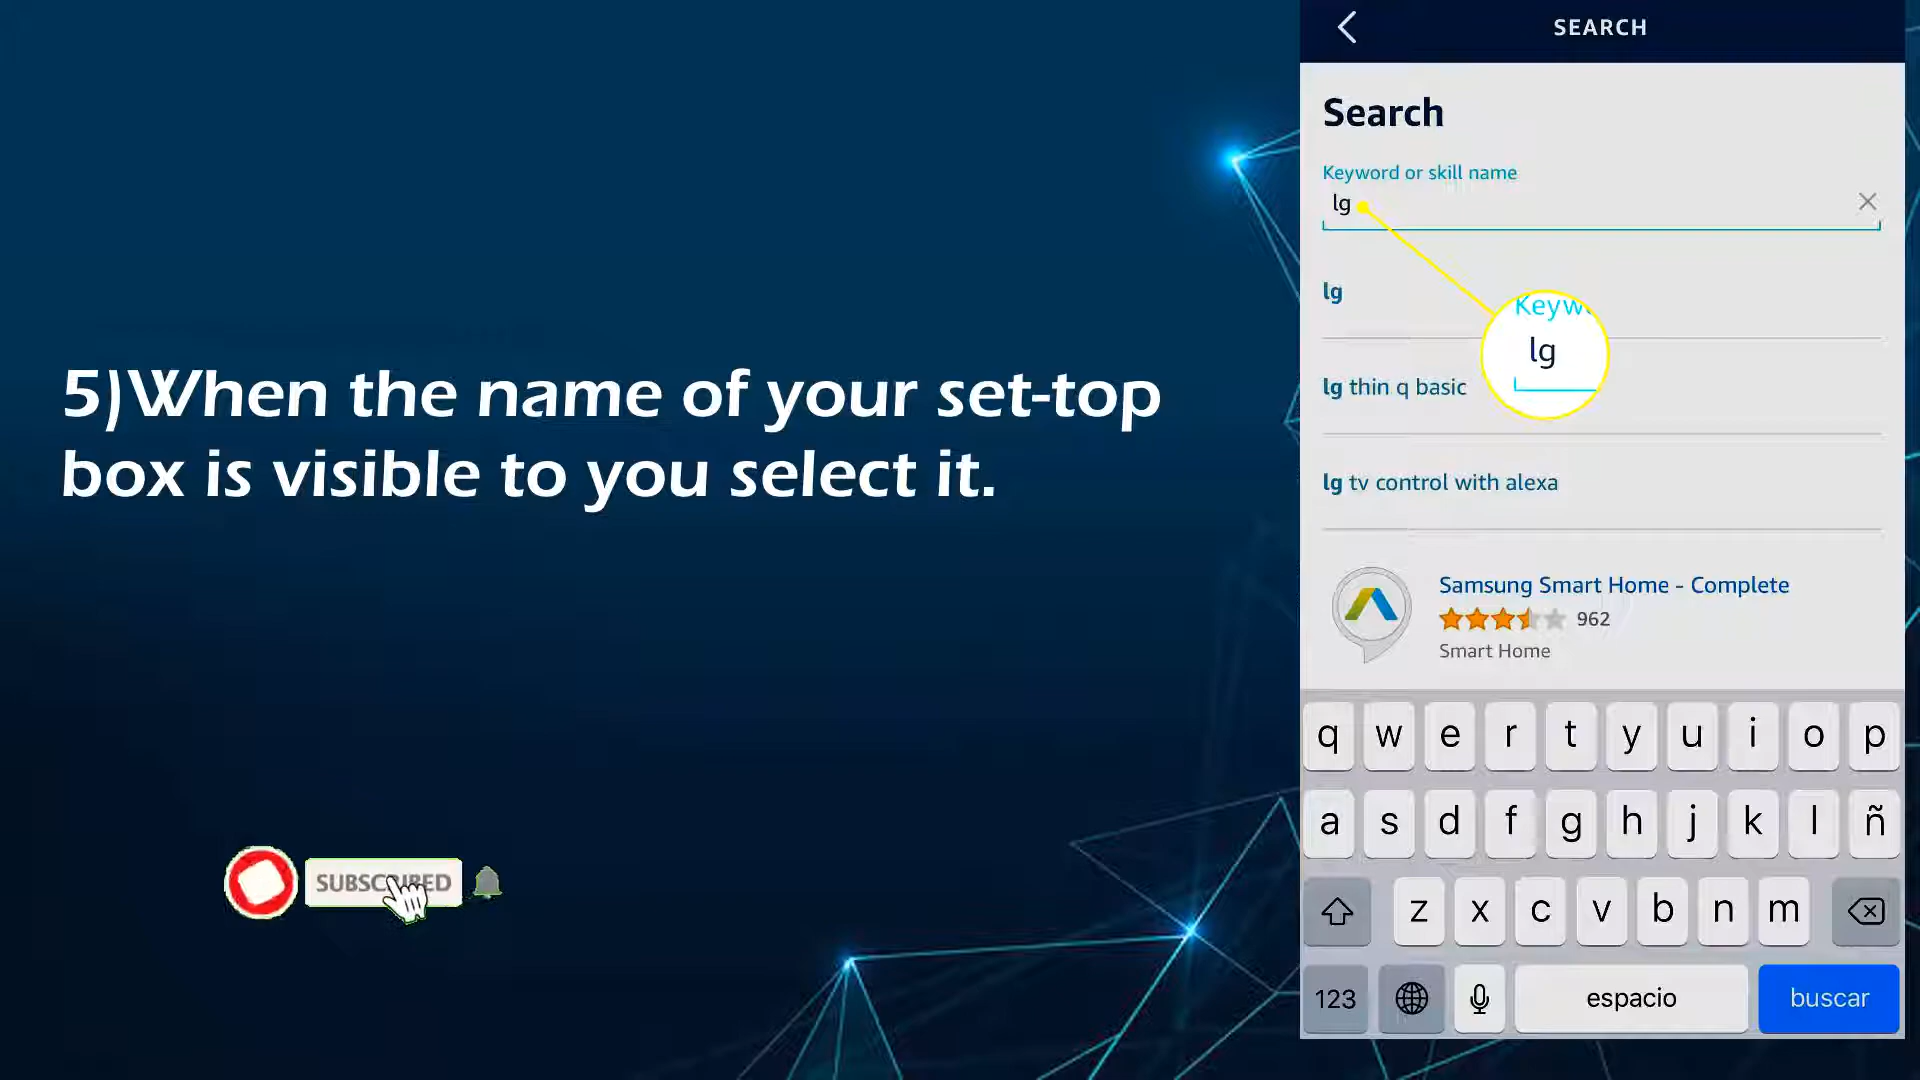 5)When the name of your set-top
box is visible to you select it.
SUBSCRIBED
SEARCH
Search
Keyword or skill name
lg
lg
Keyw
lg
lg thin q basic
lg tv control with alexa
Samsung Smart Home - Complete
962
Smart Home
q w e r t y u i o p
a s d f g h j k l ñ
z x c v b n m
123 espacio buscar